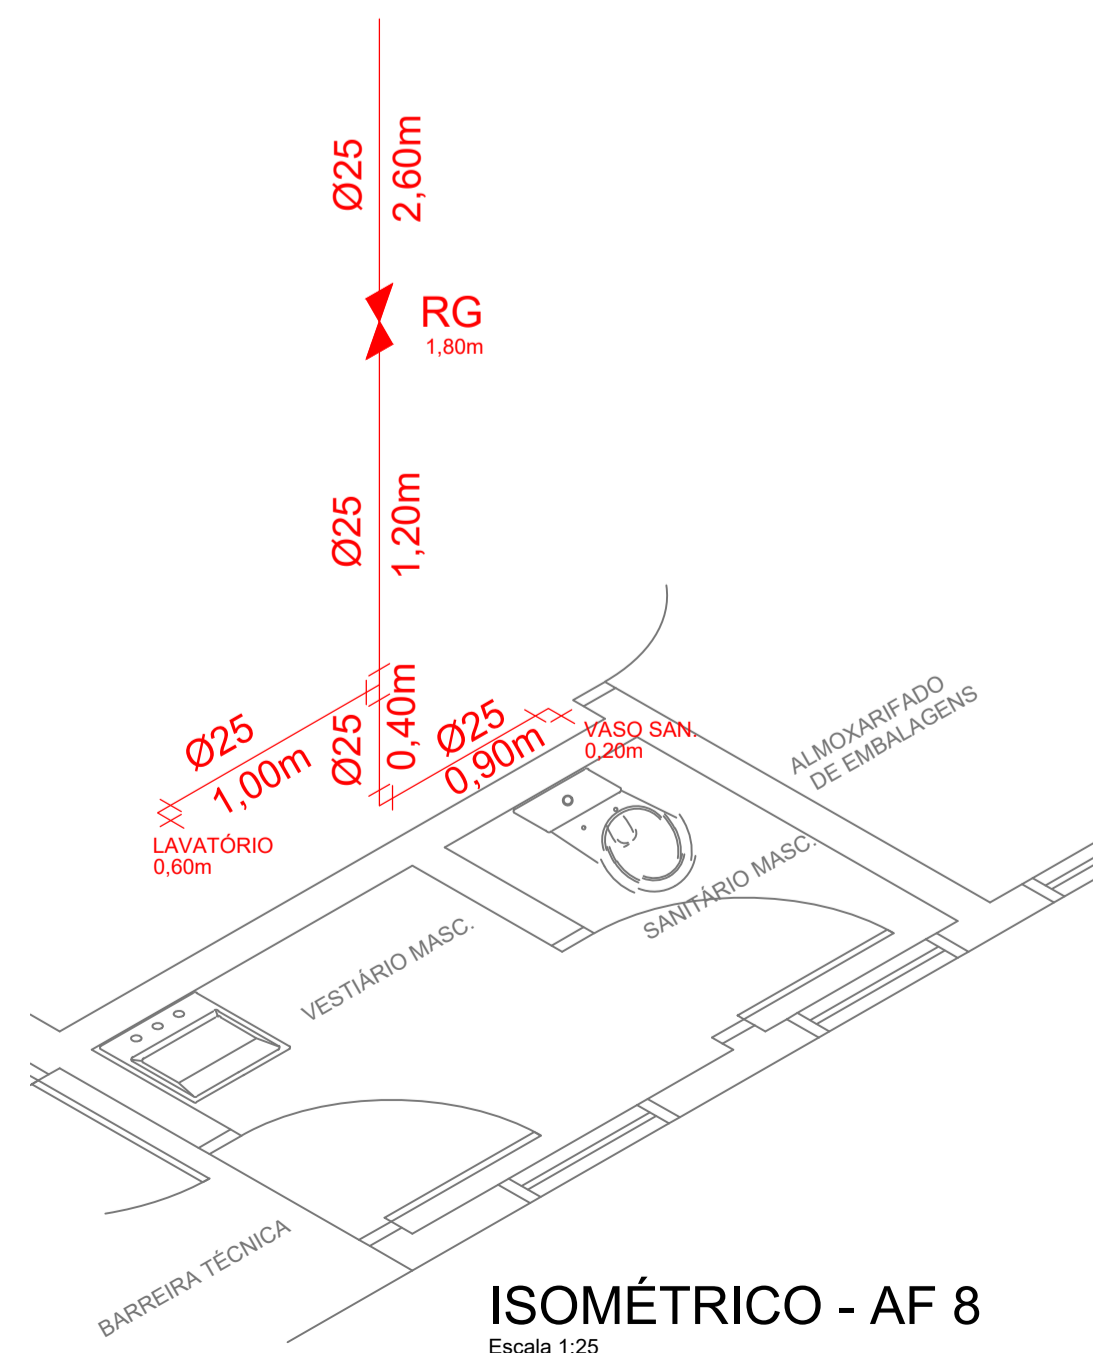 Ø25
2,60m
RG
1,80m
Ø25
1,20m
Ø25
1,00m
Ø25
0,40m
Ø25
0,90m
VASO SAN.
0,20m
LAVATÓRIO
0,60m
ALMOXARIFADO
DE EMBALAGENS
SANITÁRIO MASC.
VESTIÁRIO MASC.
BARREIRA TÉCNICA
ISOMÉTRICO - AF 8
Escala 1:25